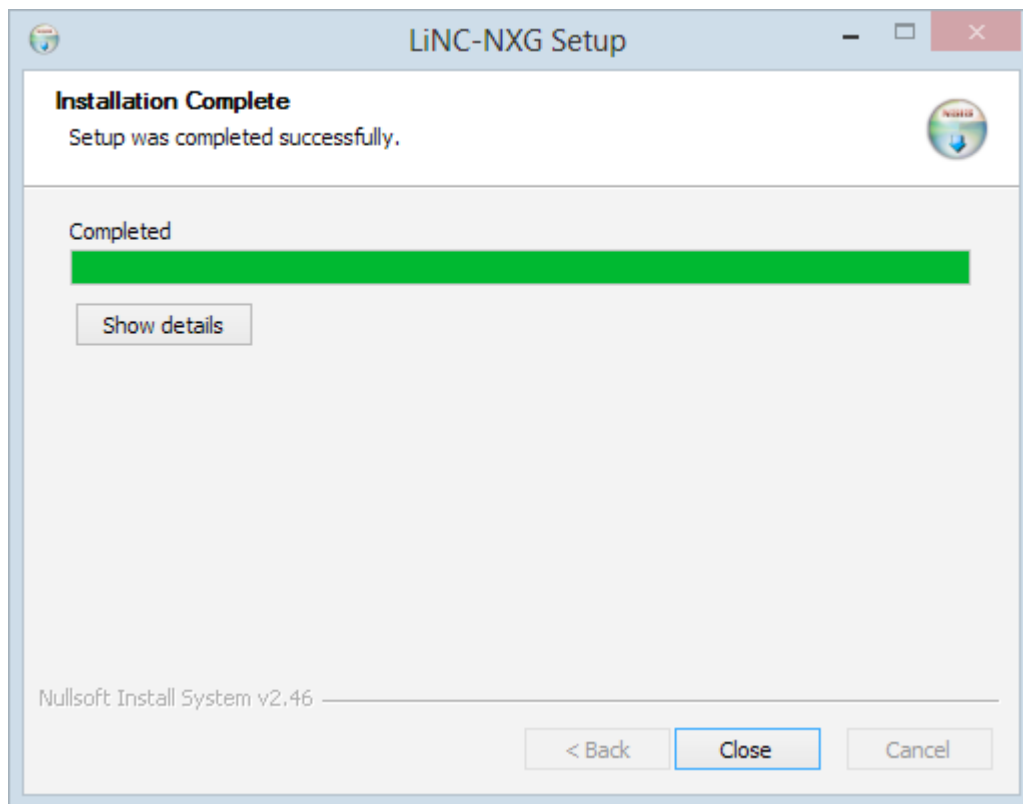 LiNC-NXG Setup
Installation Complete
Setup was completed successfully.
Completed
Show details
Nullsoft Install System v2.46
< Back
Close
Cancel